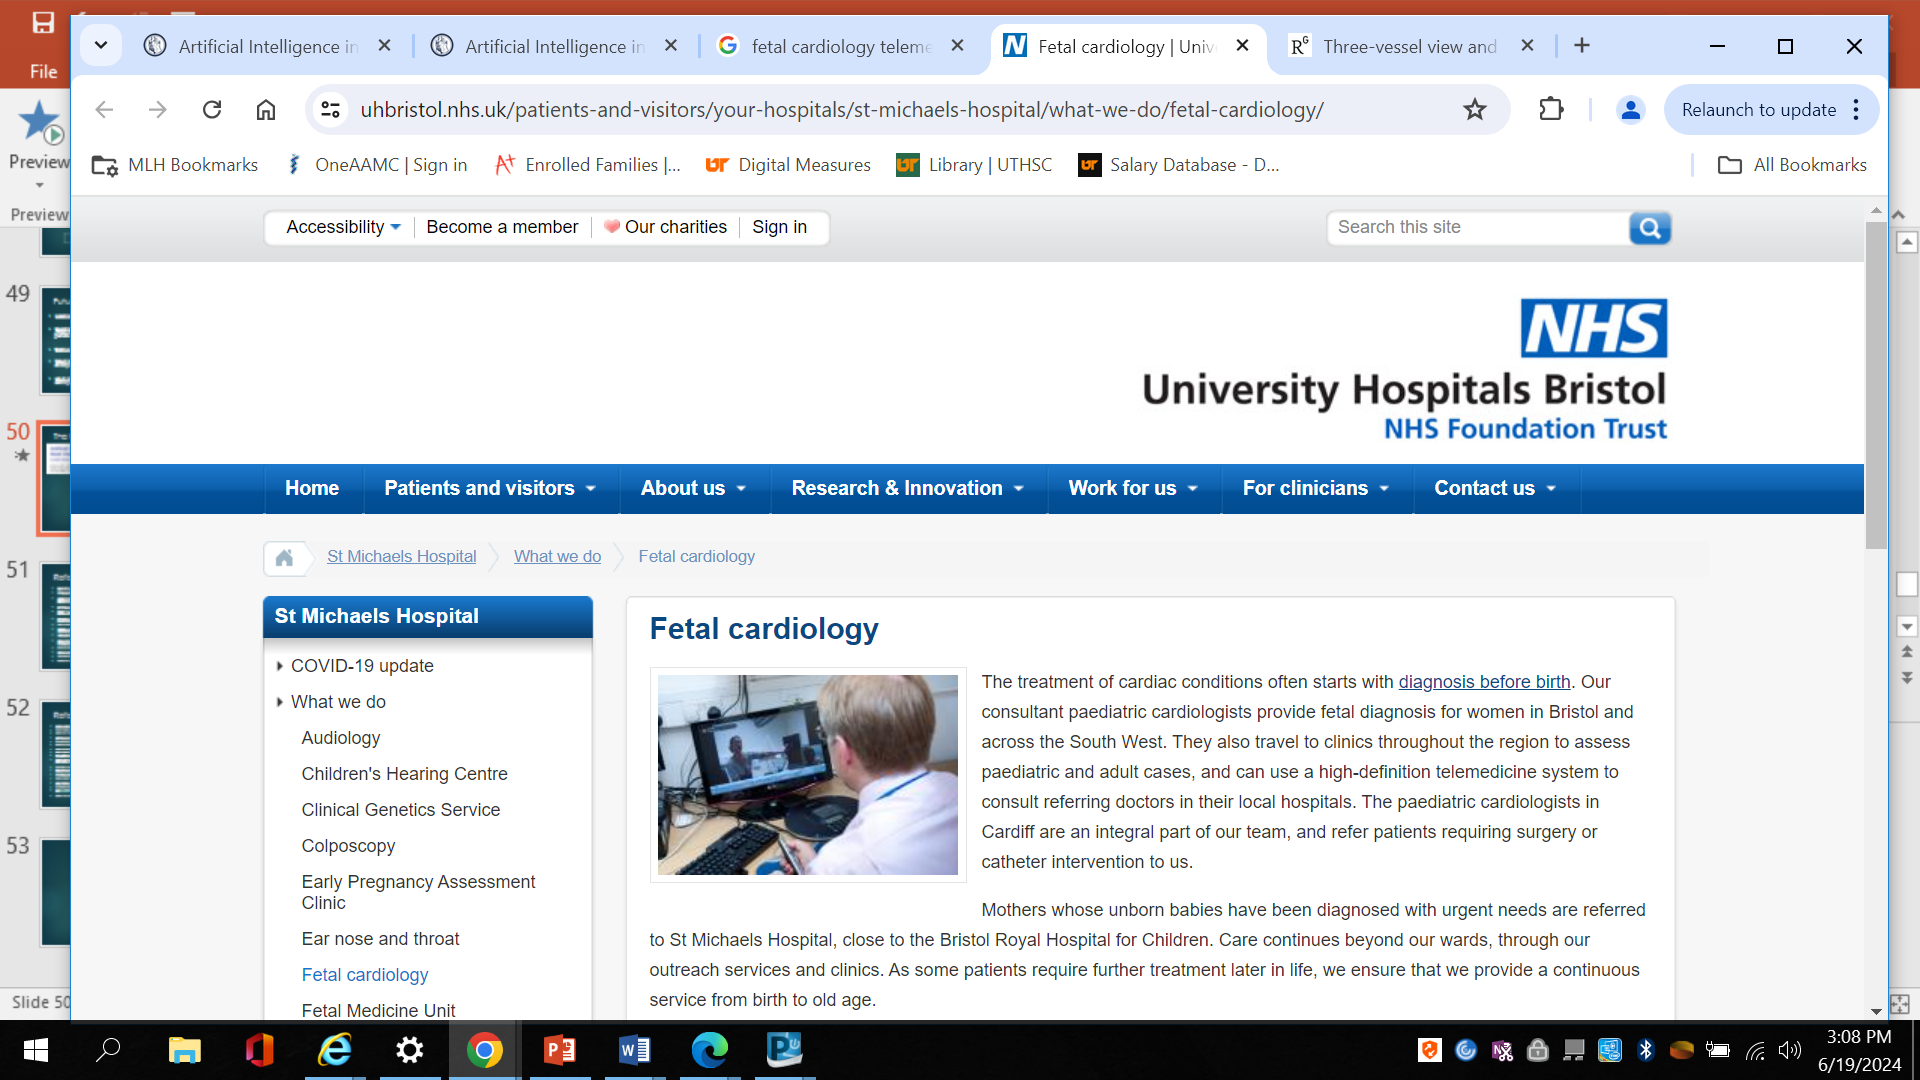 File
Preview
Preview
49
50
51
52
53
Slide 50
Artificial Intelligence in
Artificial Intelligence in
fetal cardiology teleme
Fetal cardiology | Univ
Three-vessel view and
uhbristol.nhs.uk/patients-and-visitors/your-hospitals/st-michaels-hospital/what-we-do/fetal-cardiology/
Relaunch to update
MLH Bookmarks
OneAAMC | Sign in
Enrolled Families |...
Digital Measures
Library | UTHSC
Salary Database - D...
All Bookmarks
Accessibility
Become a member
Our charities
Sign in
Search this site
NHS
University Hospitals Bristol
NHS Foundation Trust
Home
Patients and visitors
About us
Research & Innovation
Work for us
For clinicians
Contact us
St Michaels Hospital
What we do
Fetal cardiology
St Michaels Hospital
COVID-19 update
What we do
Audiology
Children's Hearing Centre
Clinical Genetics Service
Colposcopy
Early Pregnancy Assessment
Clinic
Ear nose and throat
Fetal cardiology
Fetal Medicine Unit
Fetal cardiology
The treatment of cardiac conditions often starts with diagnosis before birth. Our
consultant paediatric cardiologists provide fetal diagnosis for women in Bristol and
across the South West. They also travel to clinics throughout the region to assess
paediatric and adult cases, and can use a high-definition telemedicine system to
consult referring doctors in their local hospitals. The paediatric cardiologists in
Cardiff are an integral part of our team, and refer patients requiring surgery or
catheter intervention to us.
Mothers whose unborn babies have been diagnosed with urgent needs are referred
to St Michaels Hospital, close to the Bristol Royal Hospital for Children. Care continues beyond our wards, through our
outreach services and clinics. As some patients require further treatment later in life, we ensure that we provide a continuous
service from birth to old age.
3:08 PM
6/19/2024